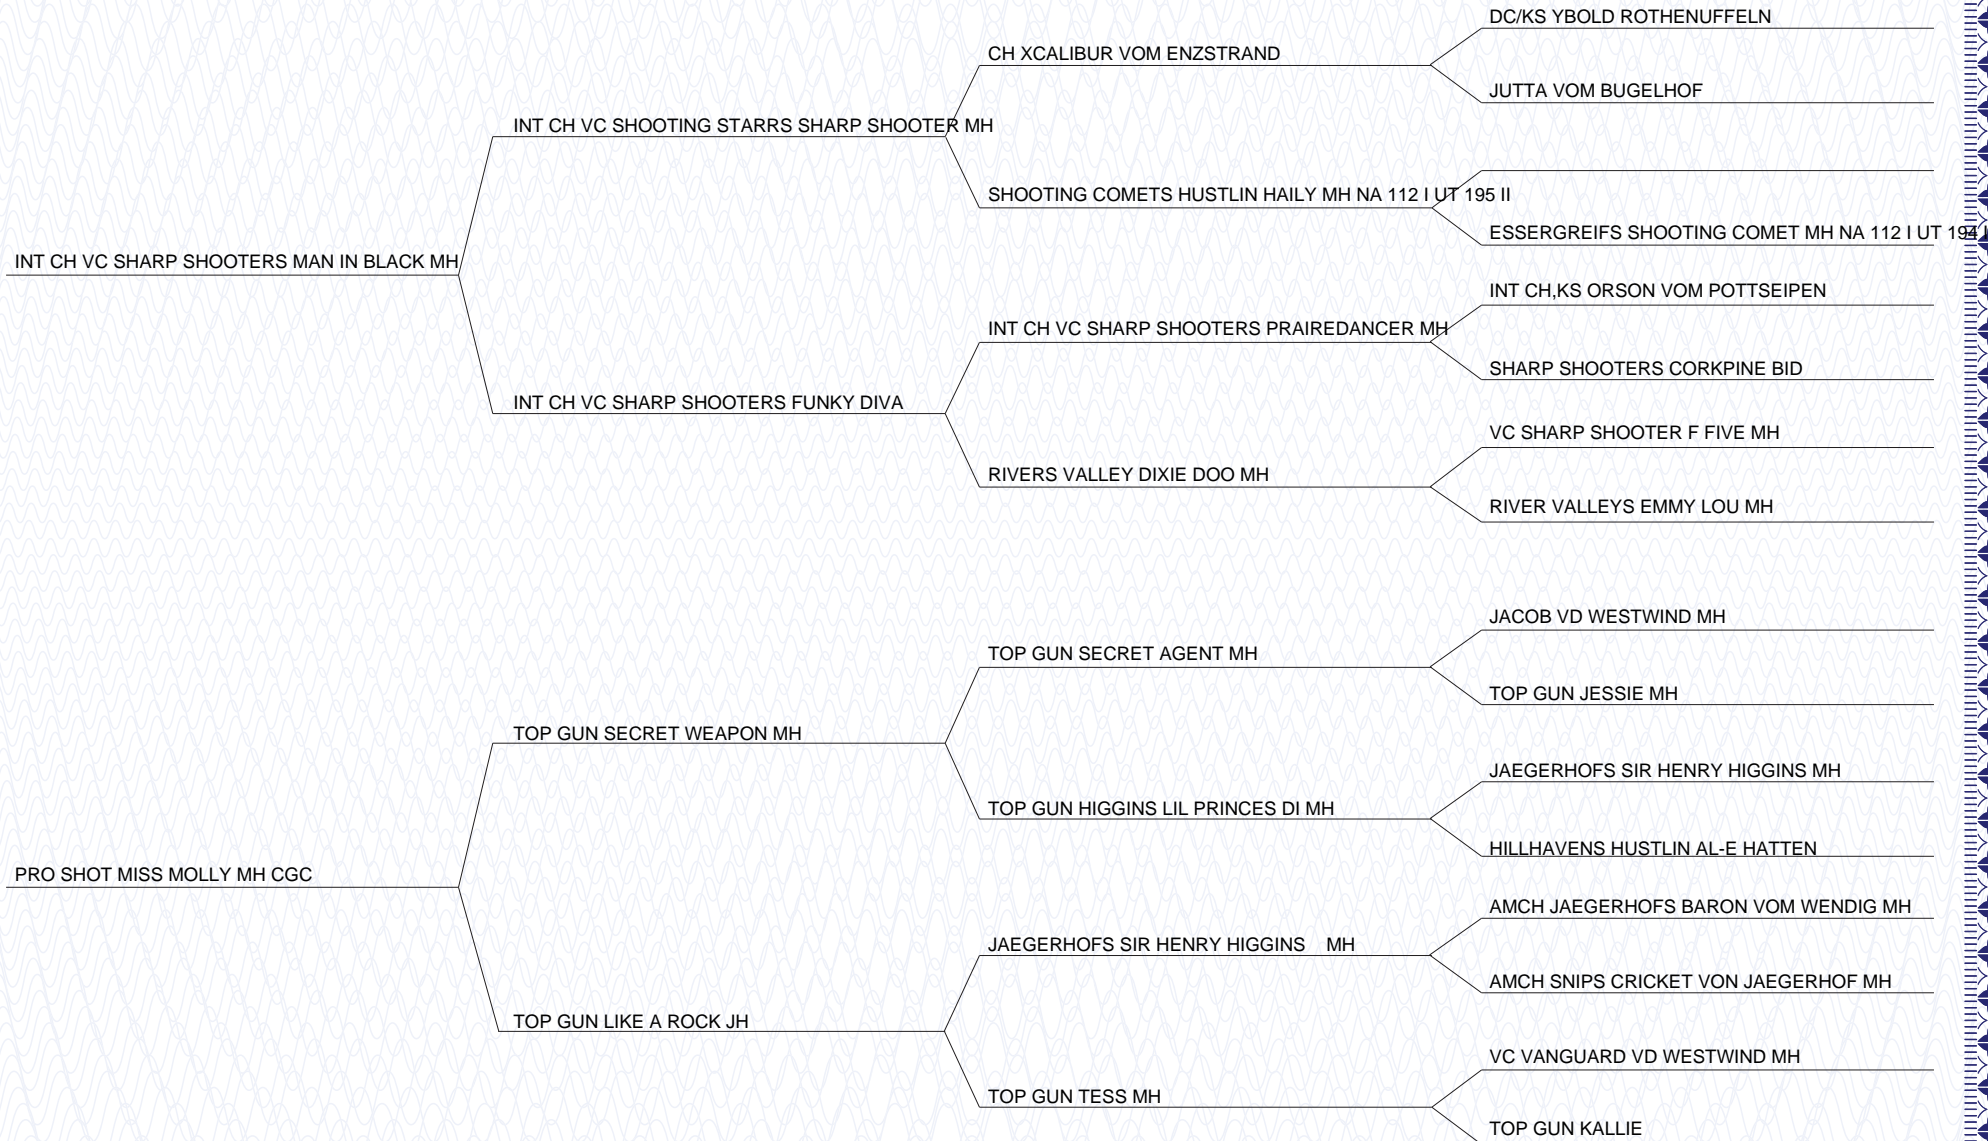 DC/KS YBOLD ROTHENUFFELN
CH XCALIBUR VOM ENZSTRAND
JUTTA VOM BUGELHOF
INT CH VC SHOOTING STARRS SHARP SHOOTER MH
SHOOTING COMETS HUSTLIN HAILY MH NA 112 I UT 195 II
ESSERGREIFS SHOOTING COMET MH NA 112 I UT 194
INT CH VC SHARP SHOOTERS MAN IN BLACK MH
INT CH,KS ORSON VOM POTTSEIPEN
INT CH VC SHARP SHOOTERS PRAIREDANCER MH
SHARP SHOOTERS CORKPINE BID
INT CH VC SHARP SHOOTERS FUNKY DIVA
VC SHARP SHOOTER F FIVE MH
RIVERS VALLEY DIXIE DOO MH
RIVER VALLEYS EMMY LOU MH
JACOB VD WESTWIND MH
TOP GUN SECRET AGENT MH
TOP GUN JESSIE MH
TOP GUN SECRET WEAPON MH
JAEGERHOFS SIR HENRY HIGGINS MH
TOP GUN HIGGINS LIL PRINCES DI MH
HILLHAVENS HUSTLIN AL-E HATTEN
PRO SHOT MISS MOLLY MH CGC
AMCH JAEGERHOFS BARON VOM WENDIG MH
JAEGERHOFS SIR HENRY HIGGINS MH
AMCH SNIPS CRICKET VON JAEGERHOF MH
TOP GUN LIKE A ROCK JH
VC VANGUARD VD WESTWIND MH
TOP GUN TESS MH
TOP GUN KALLIE